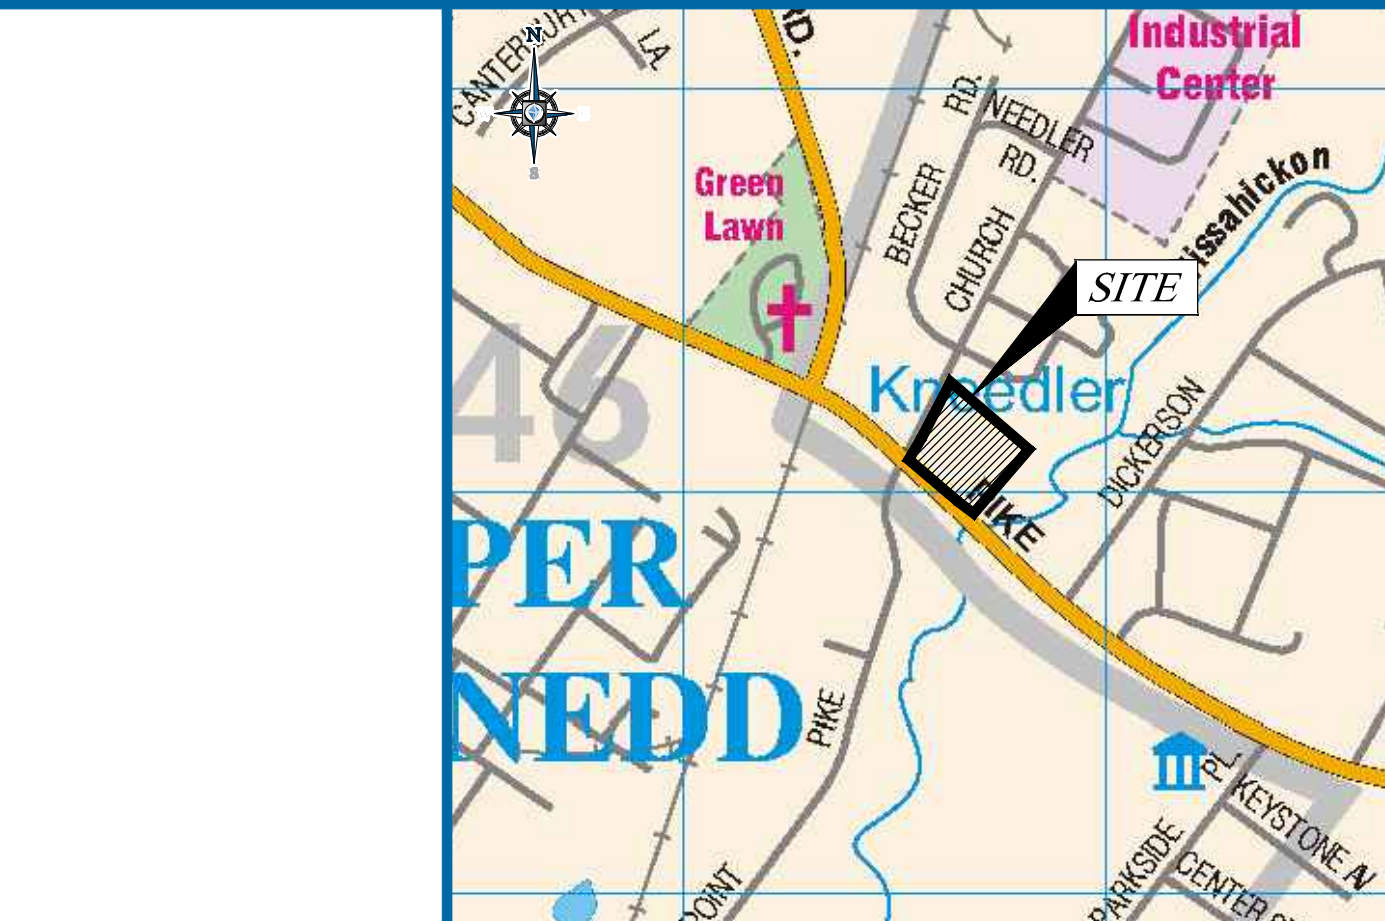 N
S
CANTERBURY
LA.
RD.
Industrial
Center
RD.
NEEDLER
RD.
Green
Lawn
BECKER
CHURCH
issahickon
SITE
46
Kneedler
DICKERSON
PIKE
PER
NEDD
PIKE
PL.
KEYSTONE AV
PARKSIDE
CENTER
POINT